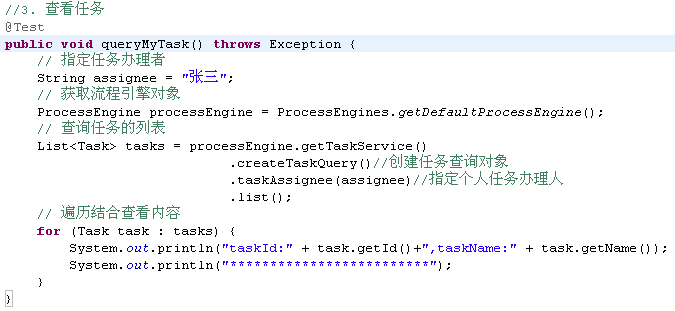 //3. 查看任务
@Test
public void queryMyTask() throws Exception {
    // 指定任务办理者
    String assignee = "张三";
    // 获取流程引擎对象
    ProcessEngine processEngine = ProcessEngines.getDefaultProcessEngine();
    // 查询任务的列表
    List<Task> tasks = processEngine.getTaskService()
                            .createTaskQuery()//创建任务查询对象
                            .taskAssignee(assignee)//指定个人任务办理人
                            .list();
    // 遍历结合查看内容
    for (Task task : tasks) {
        System.out.println("taskId:" + task.getId()+",taskName:" + task.getName());
        System.out.println("*************************");
    }
}